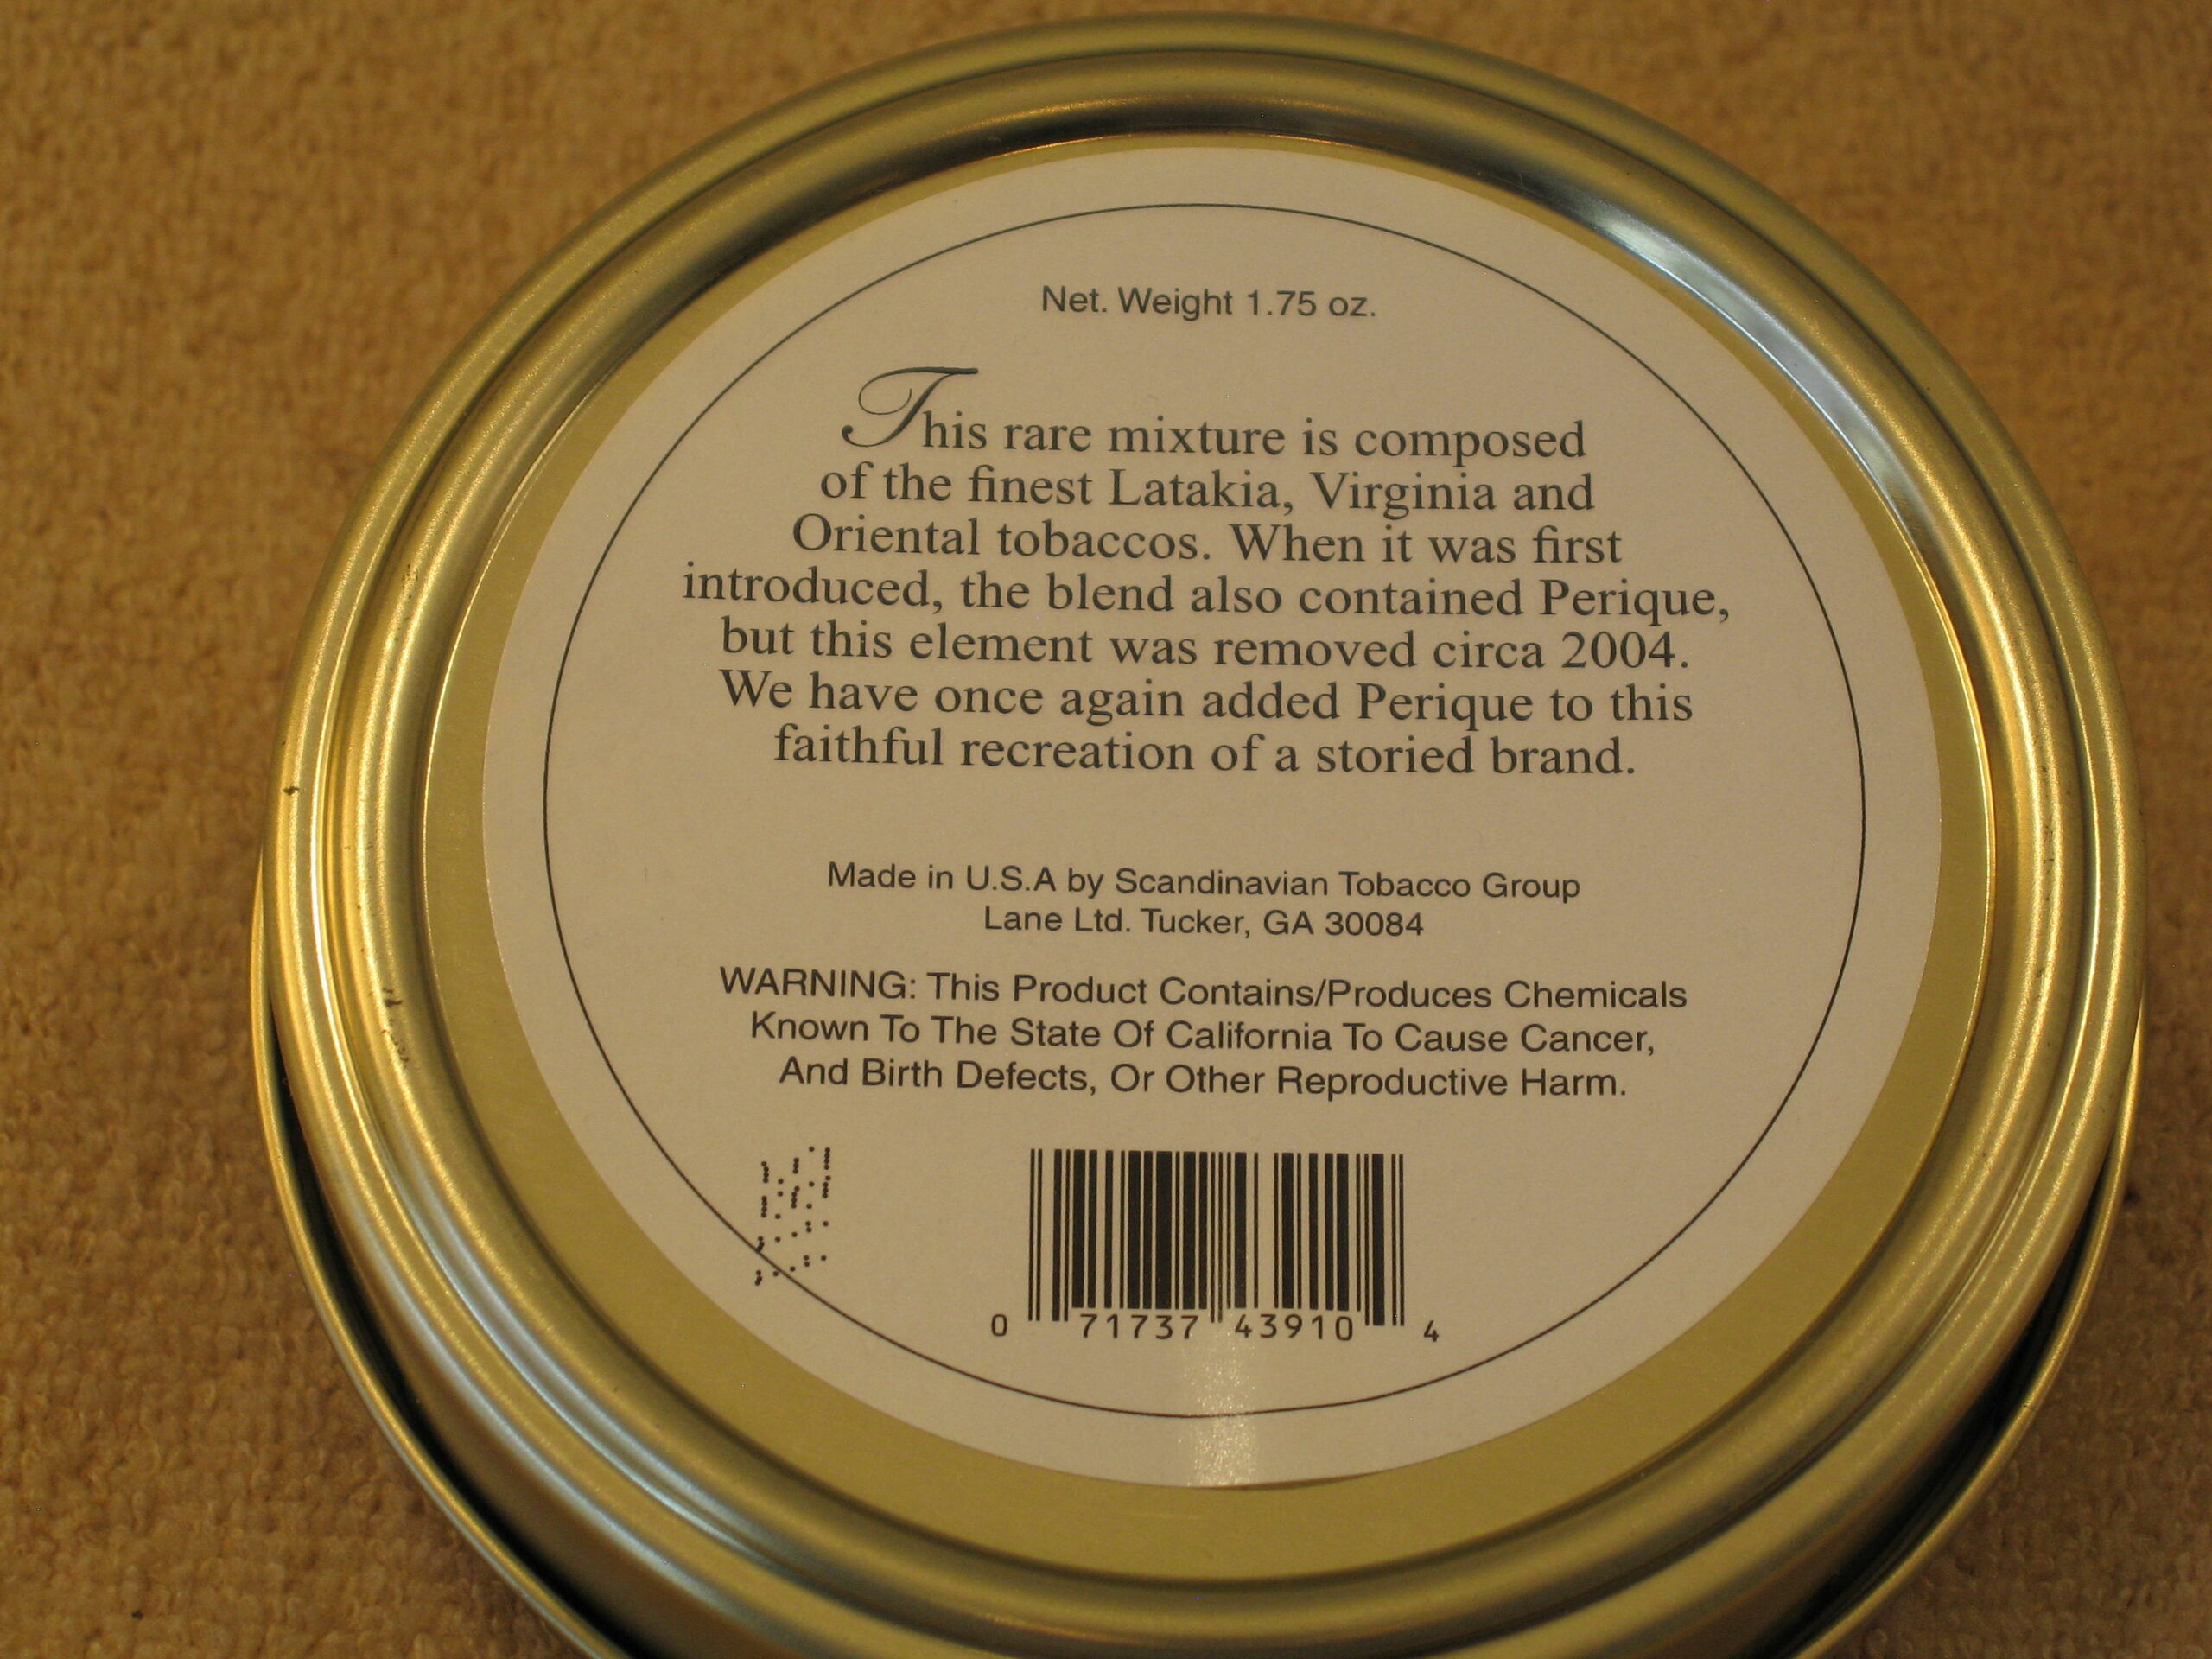 Net. Weight 1.75 oz.
This rare mixture is composed
of the finest Latakia, Virginia and
Oriental tobaccos. When it was first
introduced, the blend also contained Perique,
but this element was removed circa 2004.
We have once again added Perique to this
faithful recreation of a storied brand.
Made in U.S.A by Scandinavian Tobacco Group
Lane Ltd. Tucker, GA 30084
WARNING: This Product Contains/Produces Chemicals
Known To The State Of California To Cause Cancer,
And Birth Defects, Or Other Reproductive Harm.
0 71737 43910 4